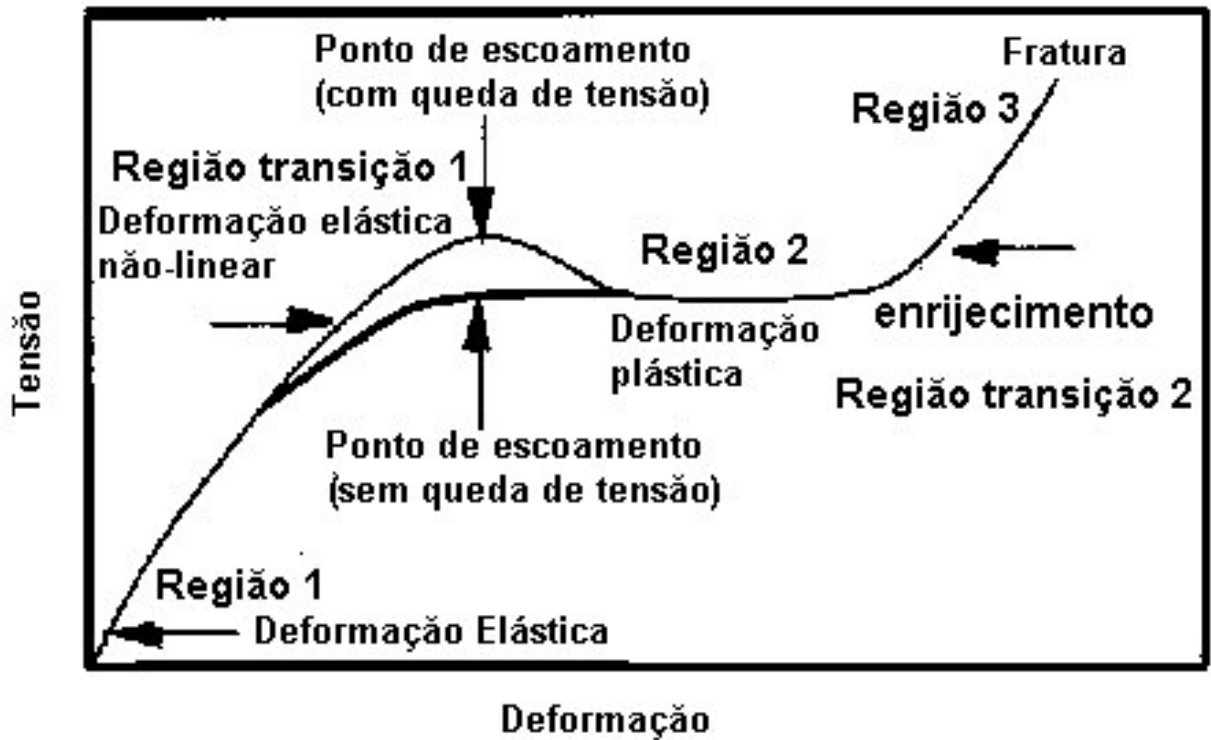 Ponto de escoamento
(com queda de tensão)
Fratura
Região 3
Região transição 1
Deformação elástica
não-linear
Região 2
enrijecimento
Deformação
plástica
Região transição 2
Ponto de escoamento
(sem queda de tensão)
Região 1
Deformação Elástica
Tensão
Deformação